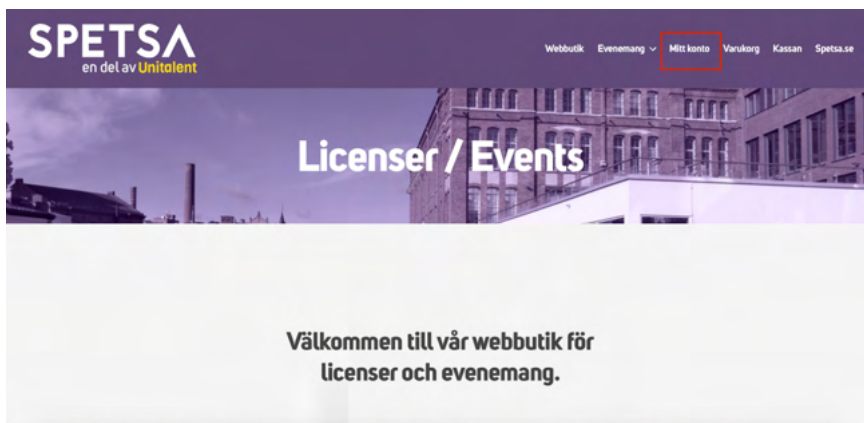 SPETSA
en del av Unitalent
Webbutik Evenemang Mitt konto Varukorg Kassan Spetsa.se
Licenser / Events
Välkommen till vår webbutik för
licenser och evenemang.